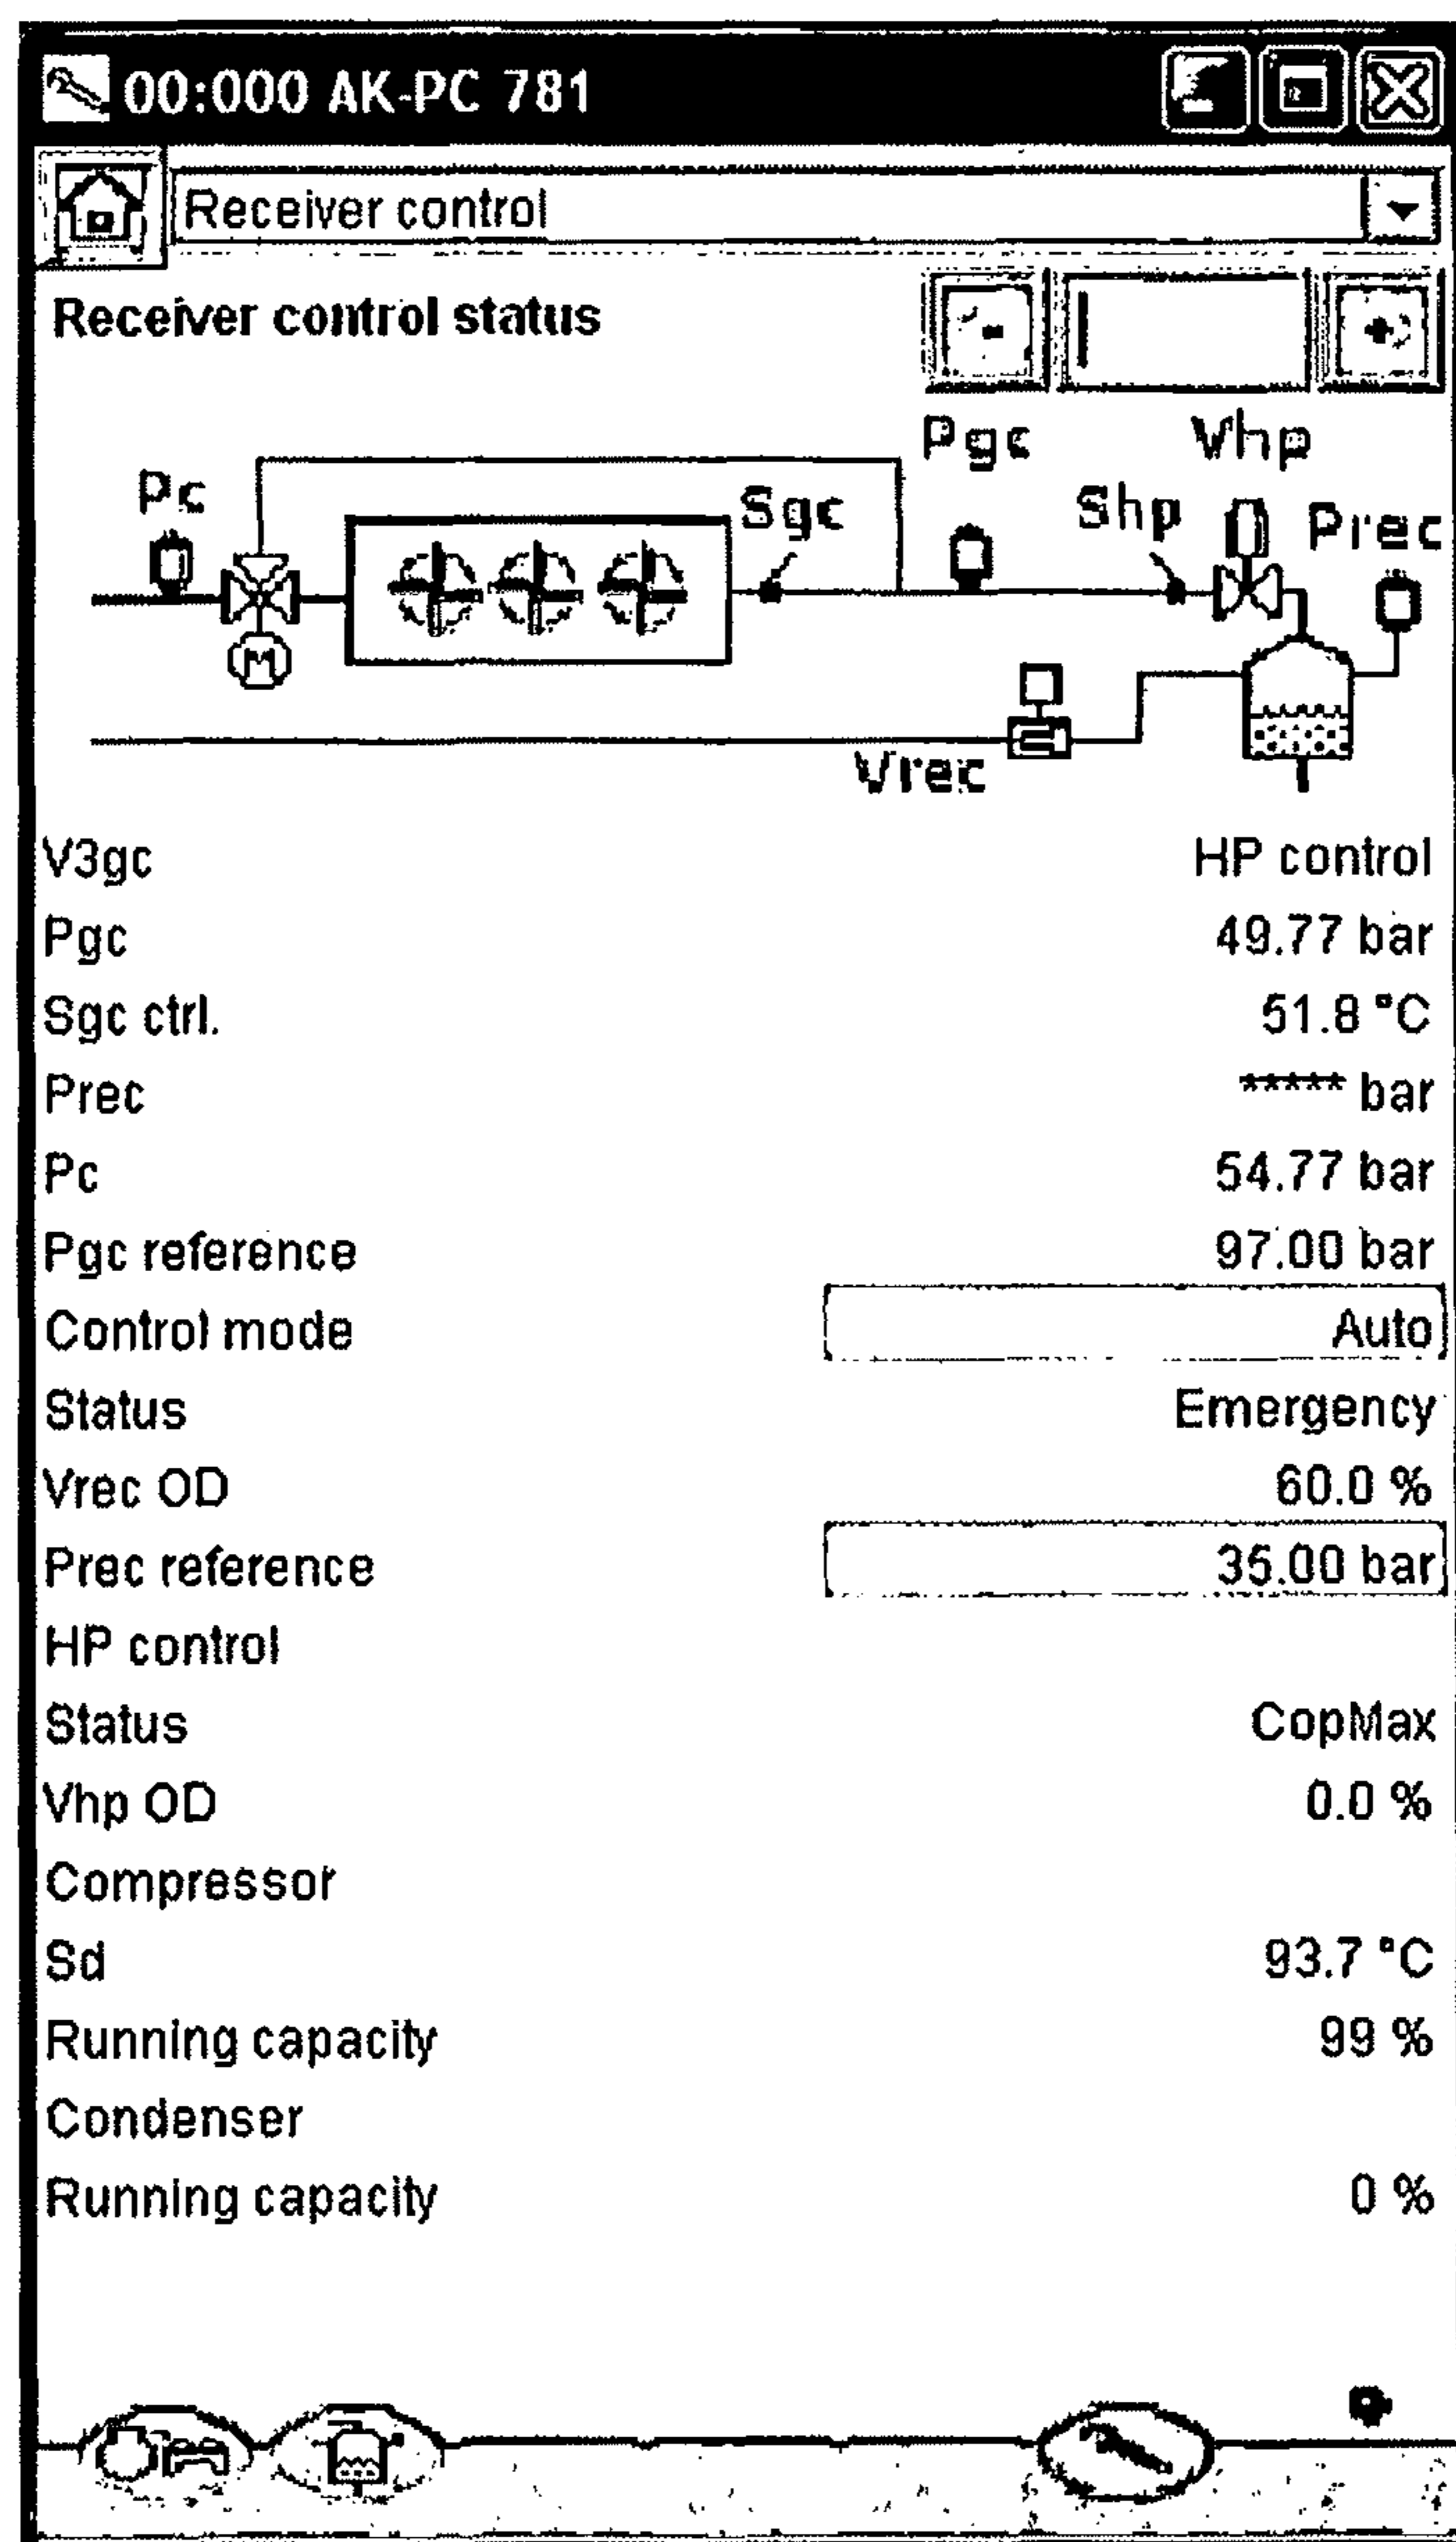 00:000 AK-PC 781
Receiver control
Receiver control status
Pgc Vhp
Pc Sgc Shp Prec
M
Vrec
V3gc HP control
Pgc 49.77 bar
Sgc ctrl. 51.8 °C
Prec ***** bar
Pc 54.77 bar
Pgc reference 97.00 bar
Control mode Auto
Status Emergency
Vrec OD 60.0 %
Prec reference 35.00 bar
HP control
Status CopMax
Vhp OD 0.0 %
Compressor
Sd 93.7 °C
Running capacity 99 %
Condenser
Running capacity 0 %